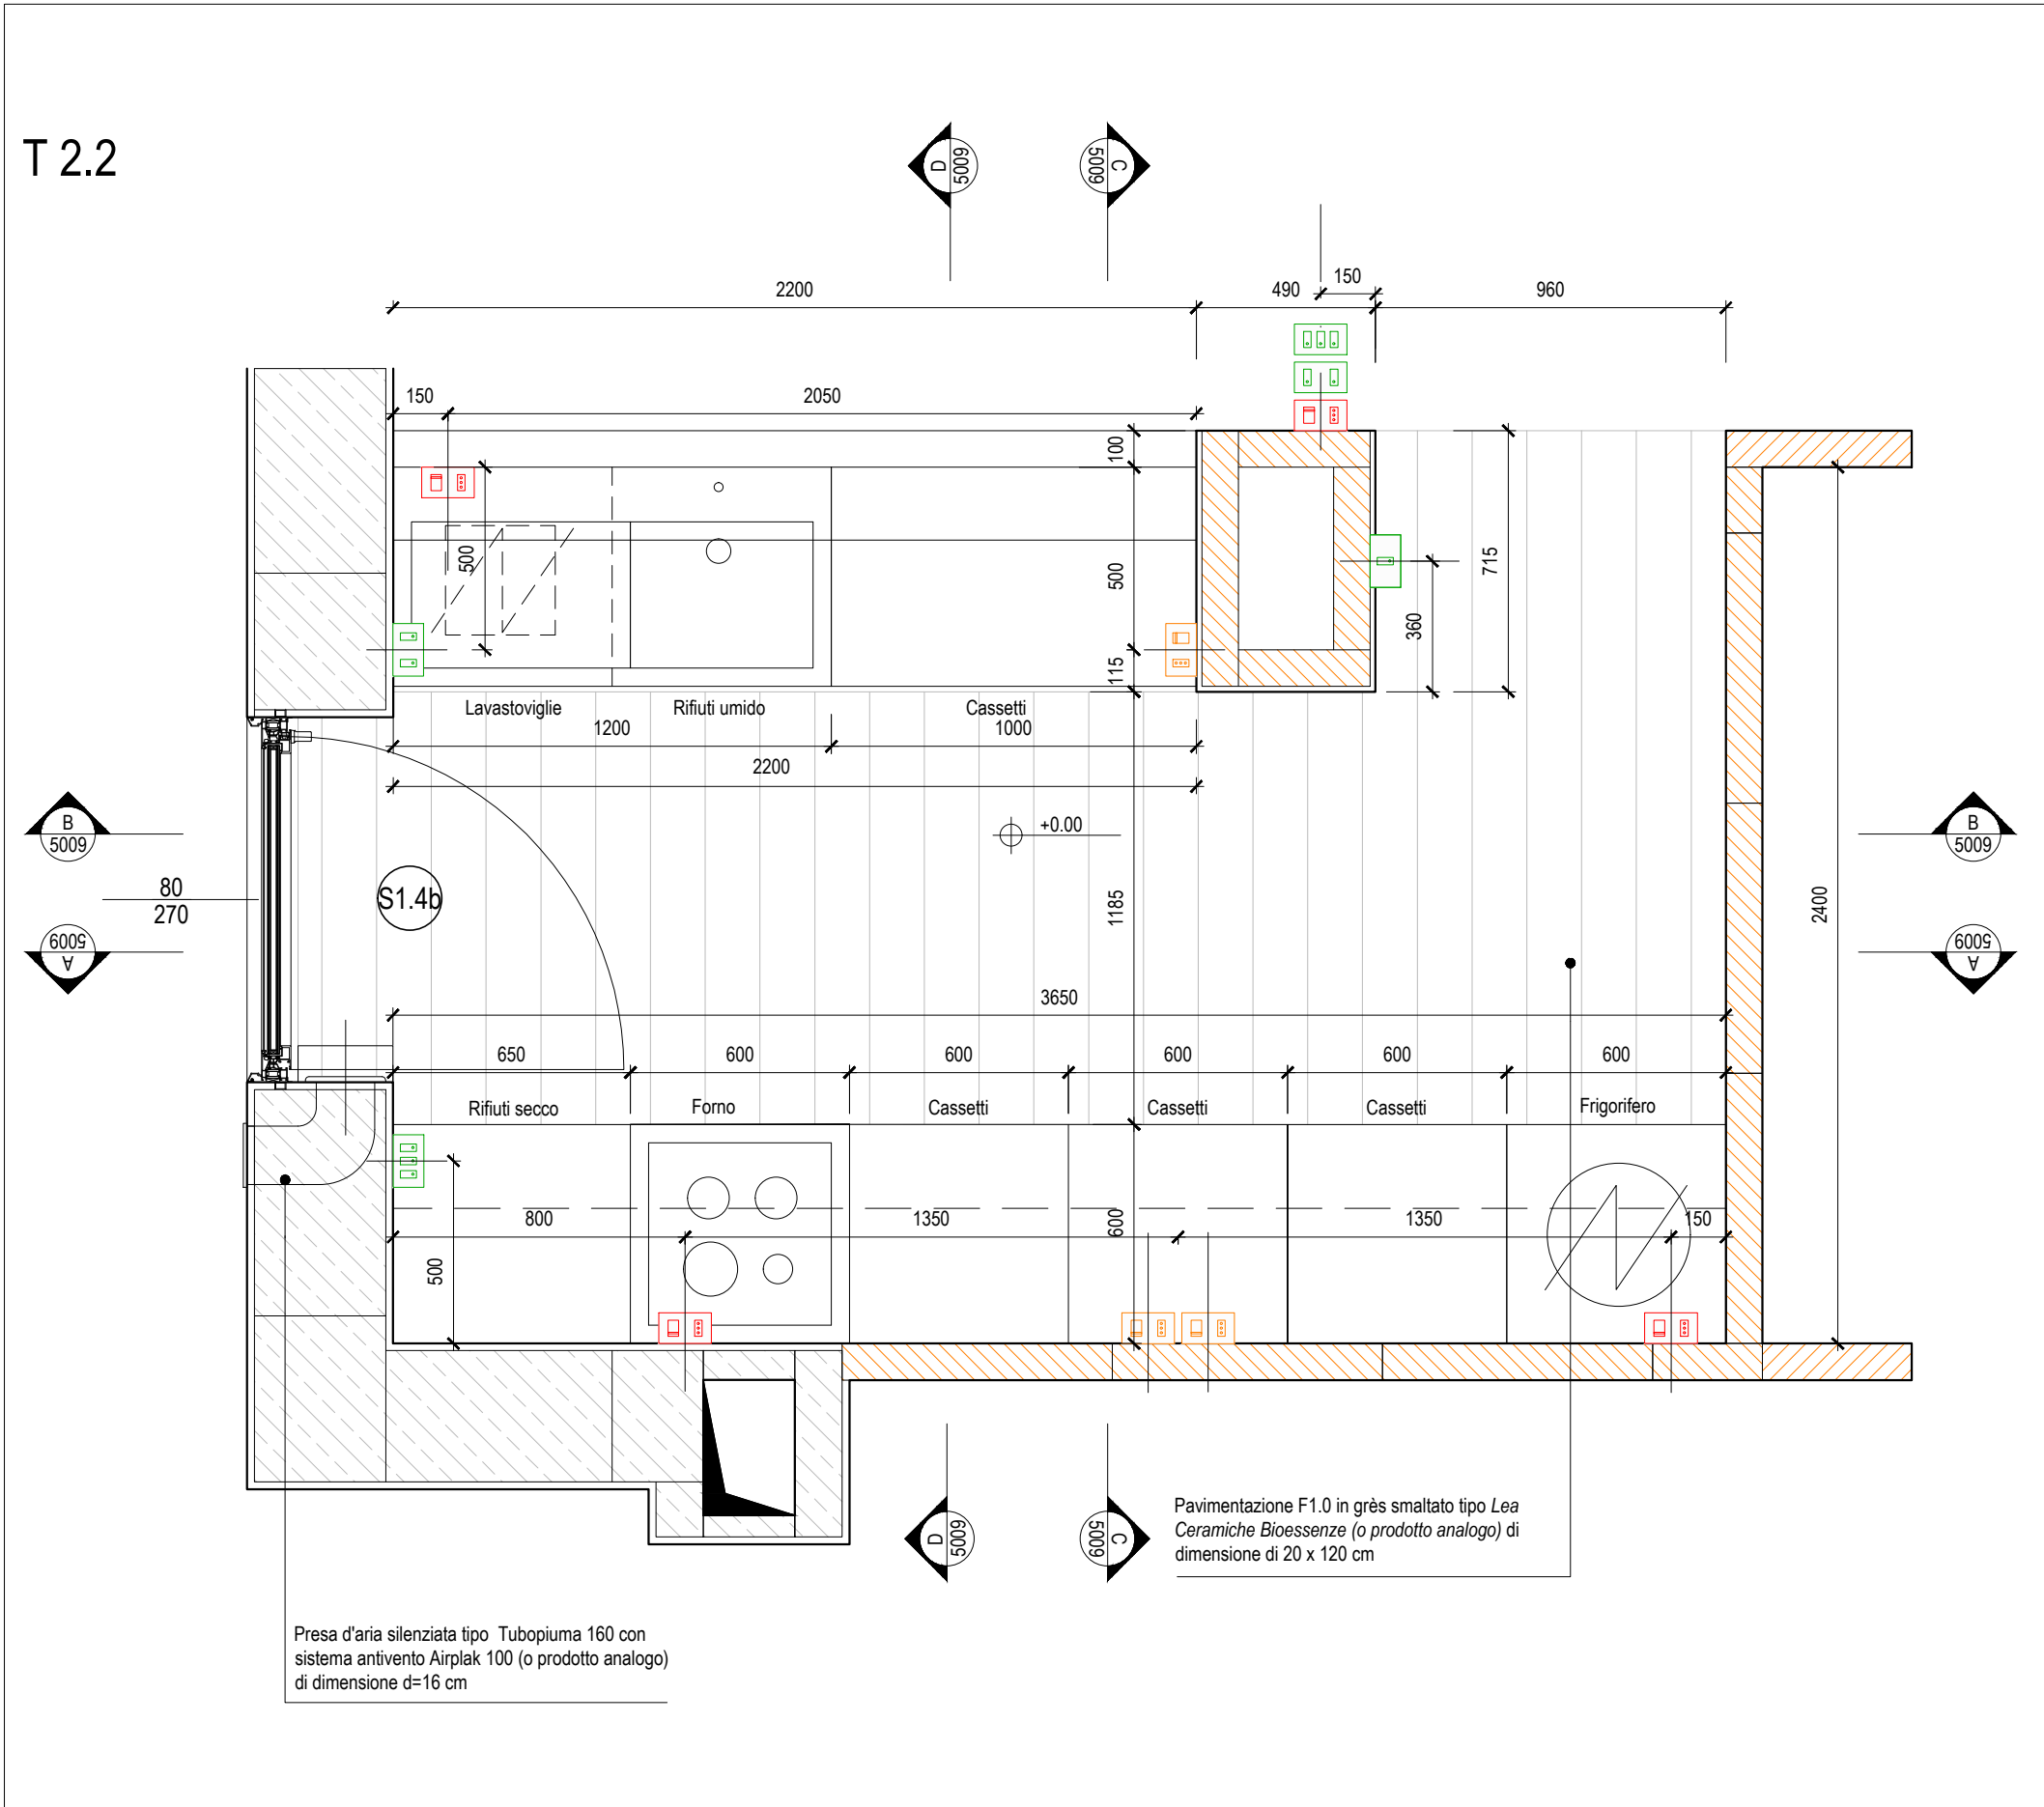 T 2.2
D
5009
C
5009
2200
490
150
960
150
2050
100
500
500
115
715
360
Lavastoviglie
Rifiuti umido
Cassetti
1200
1000
2200
B
5009
+0.00
B
5009
80
270
S1.4b
1185
2400
5009
A
5009
A
3650
650
600
600
600
600
600
Rifiuti secco
Forno
Cassetti
Cassetti
Cassetti
Frigorifero
800
1350
600
1350
150
500
D
5009
C
5009
Pavimentazione F1.0 in grès smaltato tipo Lea
Ceramiche Bioessenze (o prodotto analogo) di
dimensione di 20 x 120 cm
Presa d'aria silenziata tipo Tubopiuma 160 con
sistema antivento Airplak 100 (o prodotto analogo)
di dimensione d=16 cm